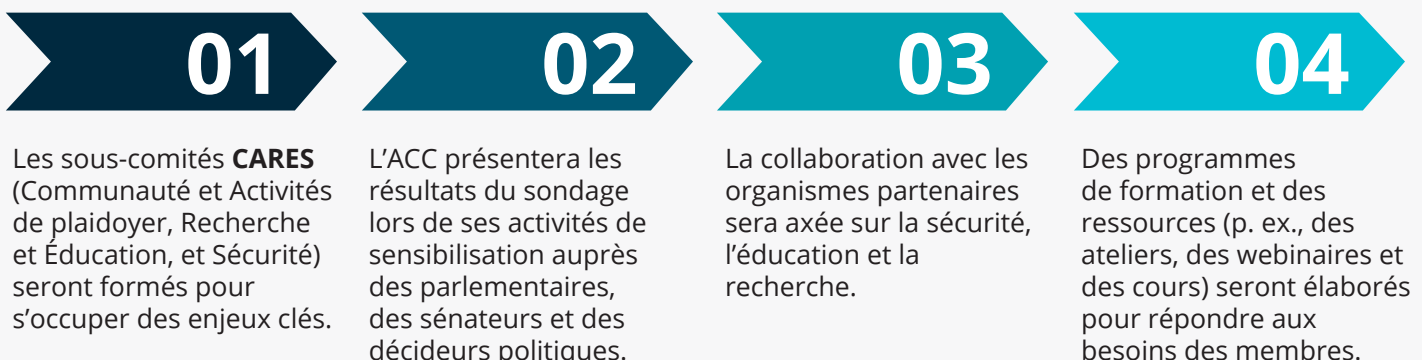 01
Les sous-comités CARES
(Communauté et Activités
de plaidoyer, Recherche
et Éducation, et Sécurité)
seront formés pour
s’occuper des enjeux clés.
02
L’ACC présentera les
résultats du sondage
lors de ses activités de
sensibilisation auprès
des parlementaires,
des sénateurs et des
décideurs politiques.
03
La collaboration avec les
organismes partenaires
sera axée sur la sécurité,
l’éducation et la
recherche.
04
Des programmes
de formation et des
ressources (p. ex., des
ateliers, des webinaires et
des cours) seront élaborés
pour répondre aux
besoins des membres.